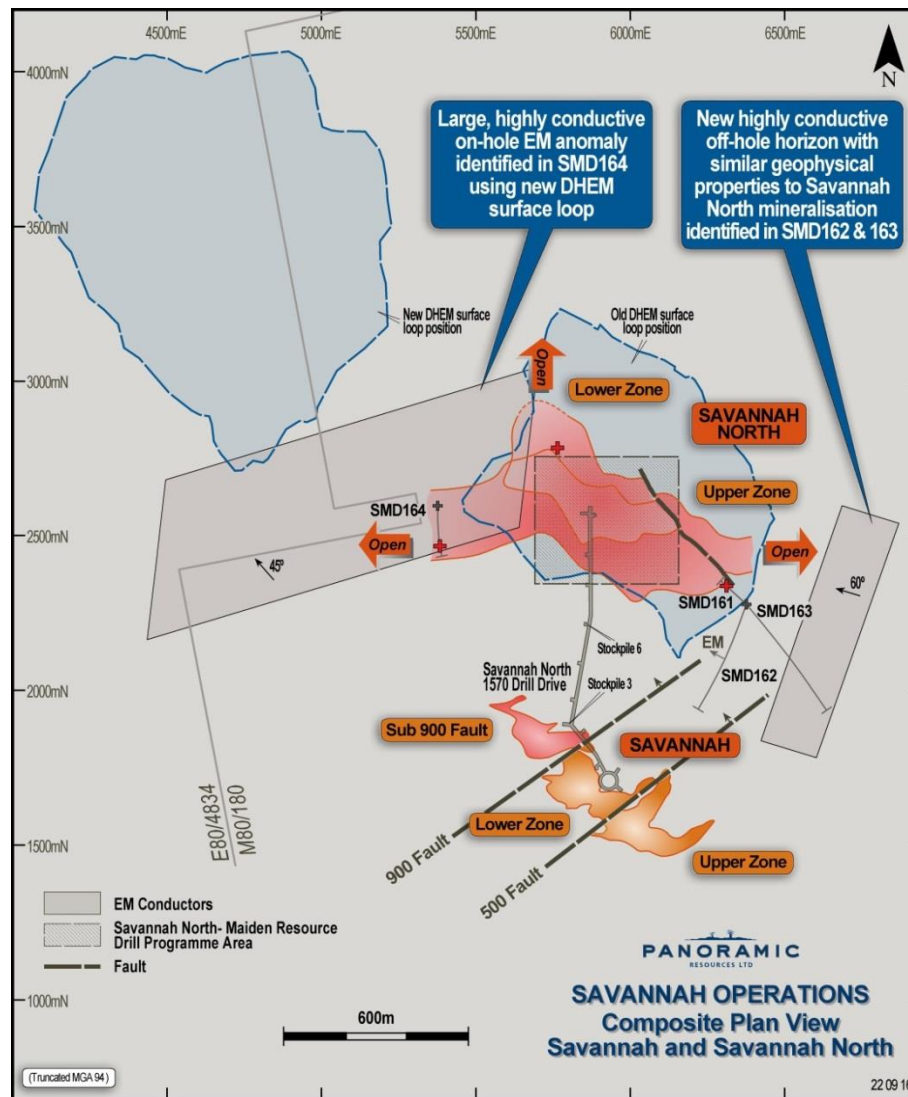 4500mE
5000mE
5500mE
6000mE
6500mE
4000mN
3500mN
3000mN
2500mN
2000mN
1500mN
1000mN
N
Large, highly conductive
on-hole EM anomaly
identified in SMD164
using new DHEM
surface loop
New highly conductive
off-hole horizon with
similar geophysical
properties to Savannah
North mineralisation
identified in SMD162 & 163
New DHEM surface
loop position
Old DHEM surface
loop position
Open
Lower Zone
SAVANNAH
NORTH
Upper Zone
SMD164
Open
Open
45º
60º
SMD161
SMD163
EM
SMD162
Stockpile 6
Savannah North
1570 Drill Drive
Stockpile 3
Sub 900 Fault
SAVANNAH
Lower Zone
Upper Zone
900 Fault
500 Fault
E80/4834
M80/180
EM Conductors
Savannah North- Maiden Resource
Drill Programme Area
Fault
600m
PANORAMIC
RESOURCES LTD
SAVANNAH OPERATIONS
Composite Plan View
Savannah and Savannah North
(Truncated MGA 94 )
22 09 16